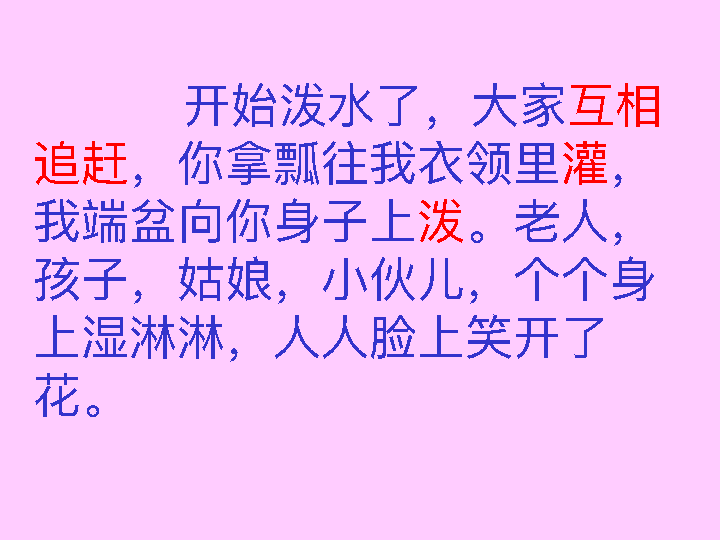 开始泼水了，大家互相
追赶，你拿瓢往我衣领里灌，
我端盆向你身子上泼。老人，
孩子，姑娘，小伙儿，个个身
上湿淋淋，人人脸上笑开了
花。